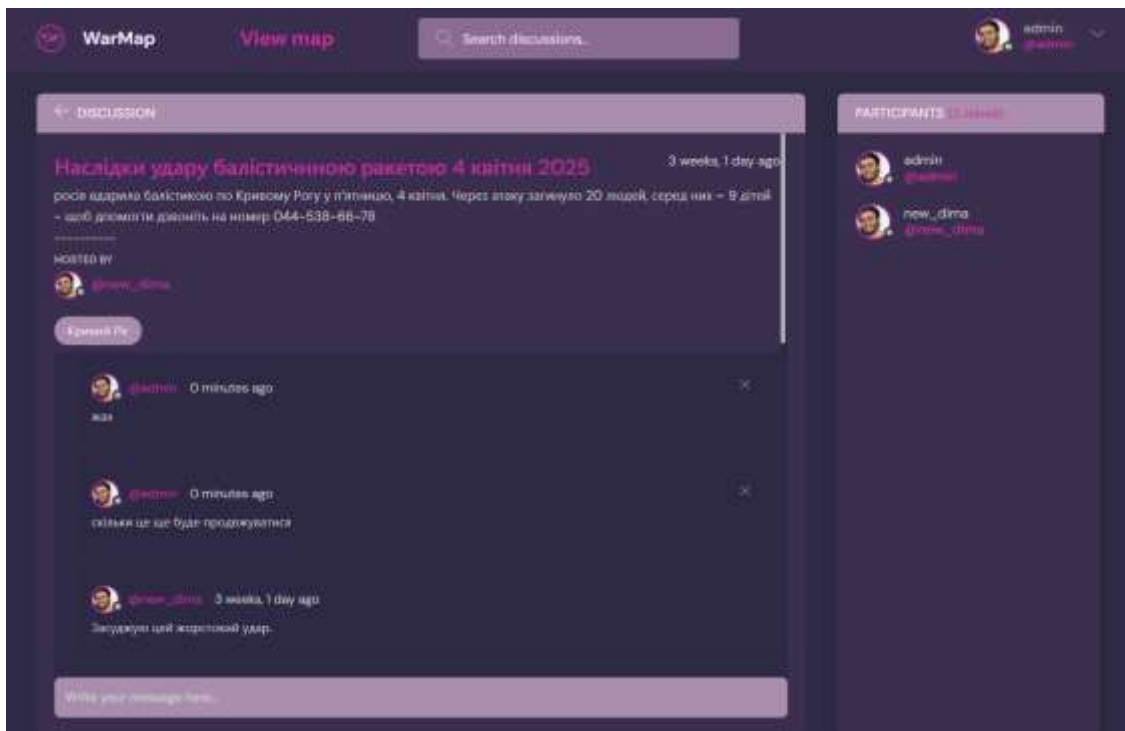 WarMap
View map
Search discussions...
admin
@admin
← DISCUSSION
Наслідки удару балістичнною ракетою 4 квітня 2025
3 weeks, 1 day ago
росія вдарила балістикою по Кривому Рогу у п'ятницю, 4 квітня. Через атаку загинуло 20 людей, серед них – 9 дітей
– щоб допомогти дзвоніть на номер 044-538-66-78
----------
HOSTED BY
@new_dima
Кривий Ріг
@admin 0 minutes ago
жах
@admin 0 minutes ago
скільки це ще буде продовжуватися
@new_dima 3 weeks, 1 day ago
Засуджую цей жорстокий удар.
Write your message here...
PARTICIPANTS
admin
@admin
new_dima
@new_dima